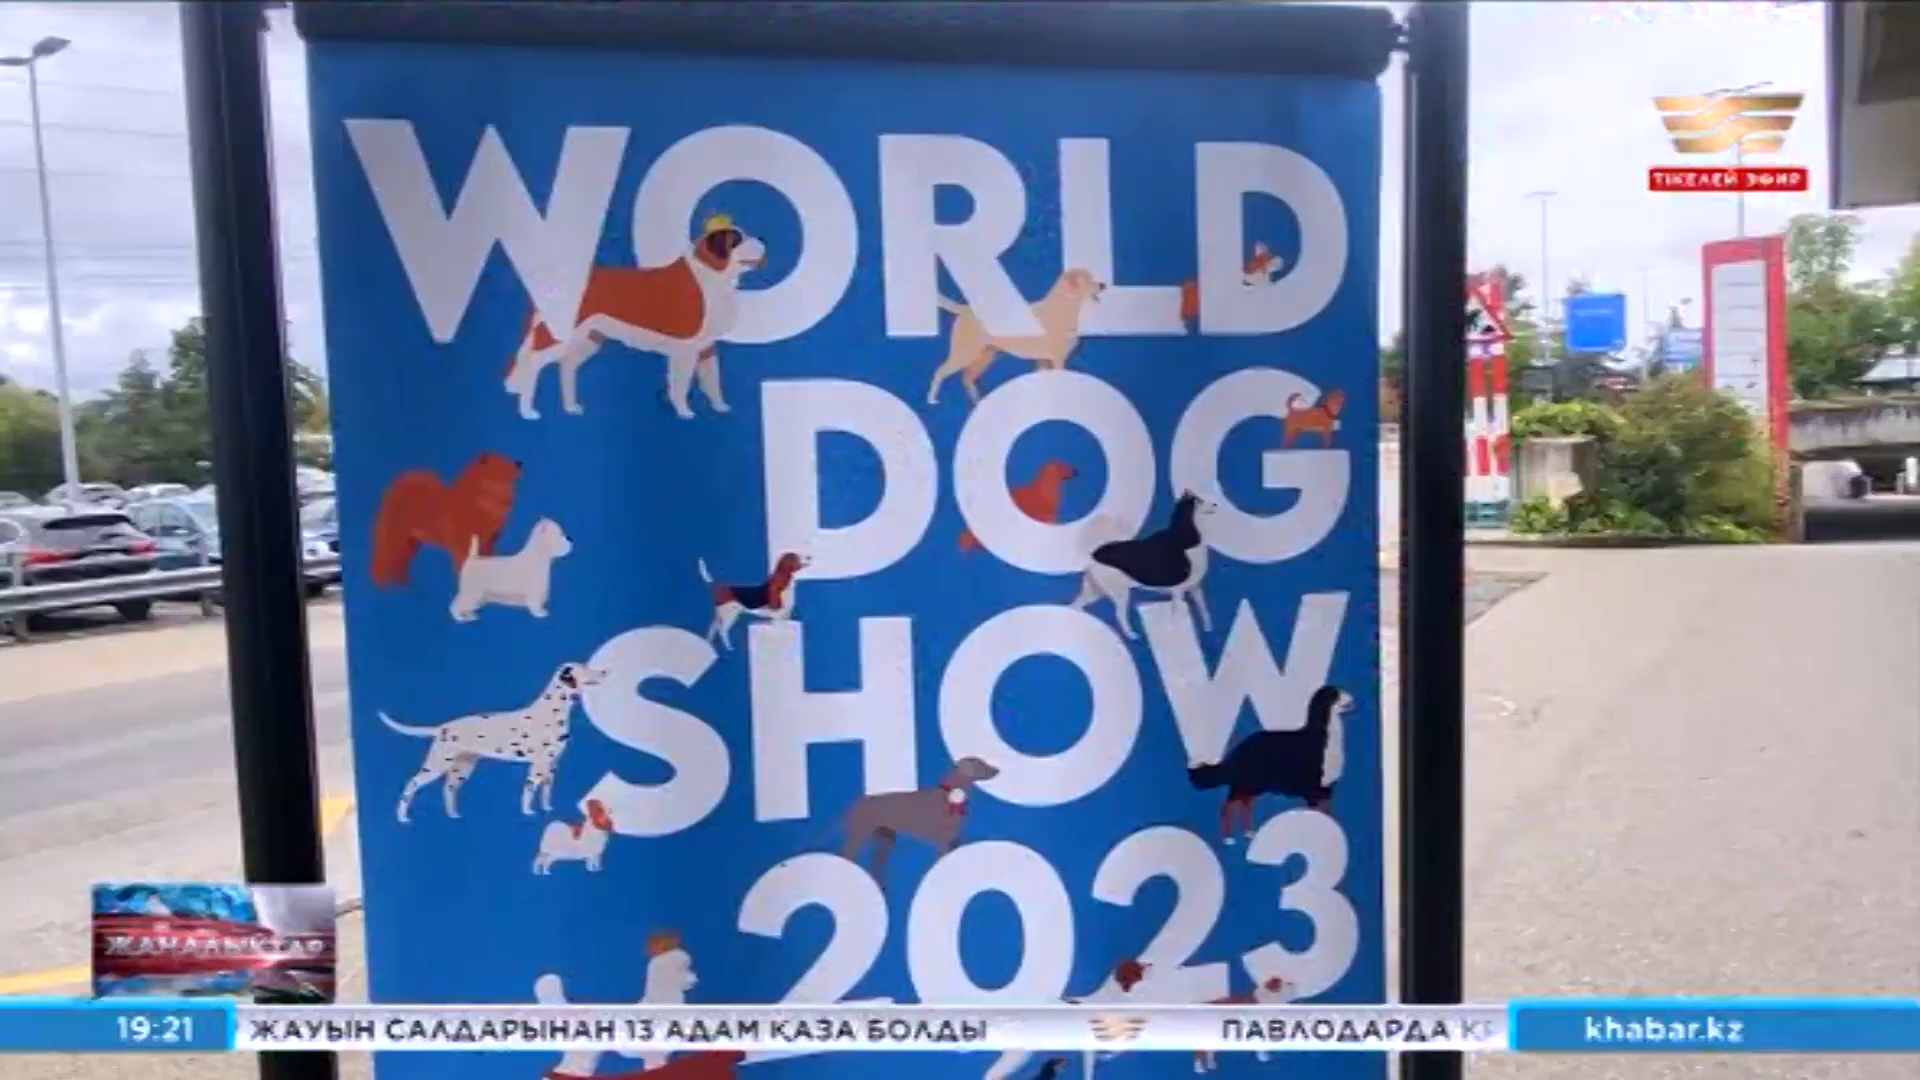 WORLD
DOG
SHOW
2023
ТІКЕЛЕЙ ЭФИР
ЖАҢАЛЫҚТАР
19:21
ЖАУЫН САЛДАРЫНАН 13 АДАМ ҚАЗА БОЛДЫ
ПАВЛОДАРДА
khabar.kz